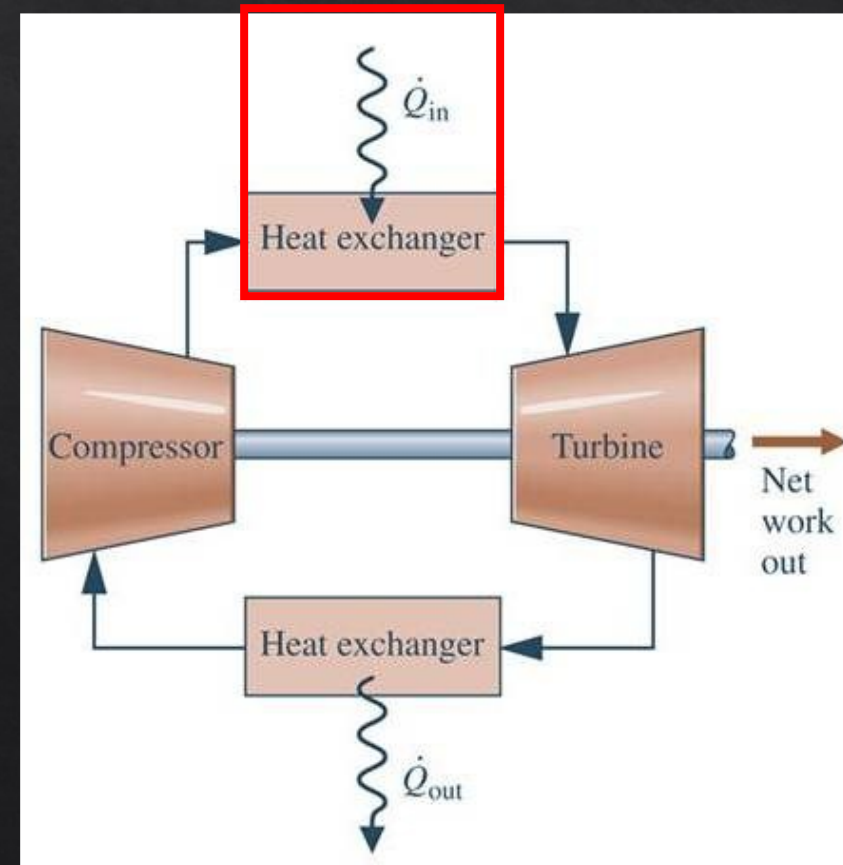 Q̇in
Heat exchanger
Compressor
Turbine
Net
work
out
Heat exchanger
Q̇out